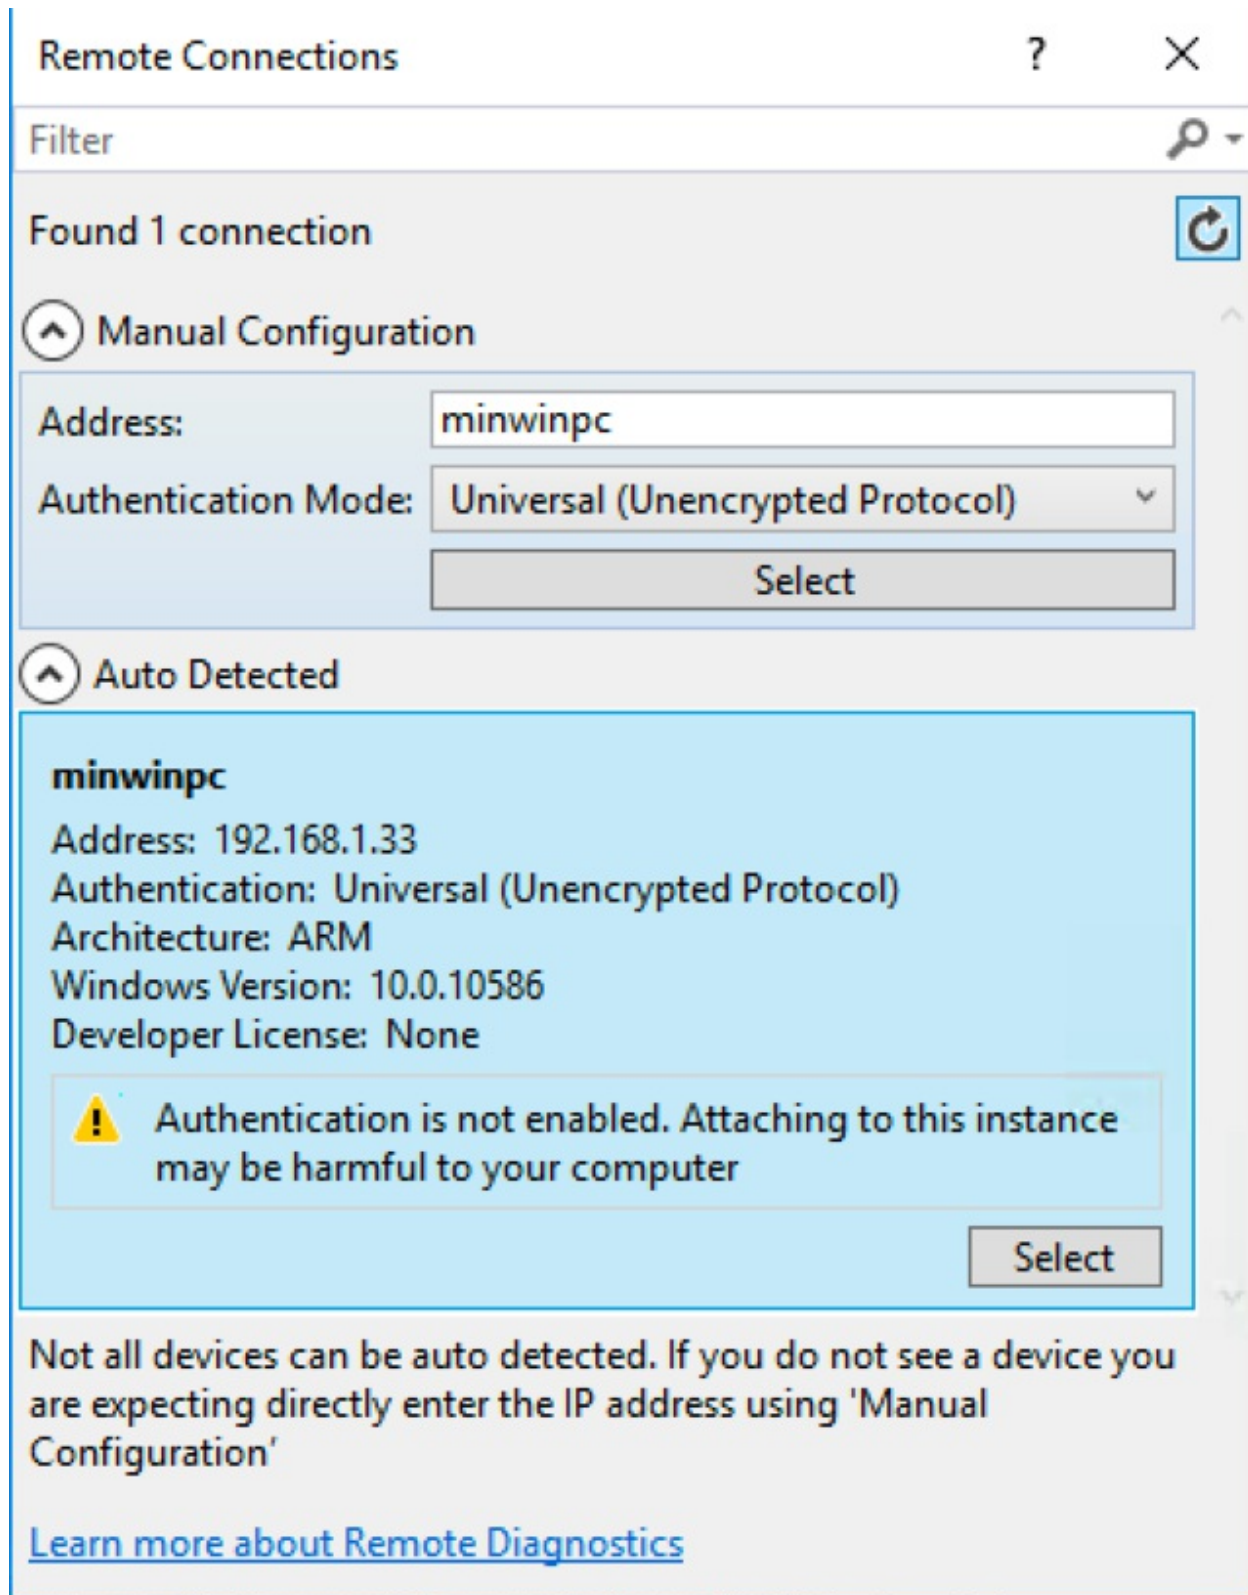 Remote Connections ?
Filter
Found 1 connection
Manual Configuration
Address: minwinpc
Authentication Mode: Universal (Unencrypted Protocol)
Select
Auto Detected
minwinpc
Address: 192.168.1.33
Authentication: Universal (Unencrypted Protocol)
Architecture: ARM
Windows Version: 10.0.10586
Developer License: None
Authentication is not enabled. Attaching to this instance
may be harmful to your computer
Select
Not all devices can be auto detected. If you do not see a device you
are expecting directly enter the IP address using 'Manual
Configuration'
Learn more about Remote Diagnostics